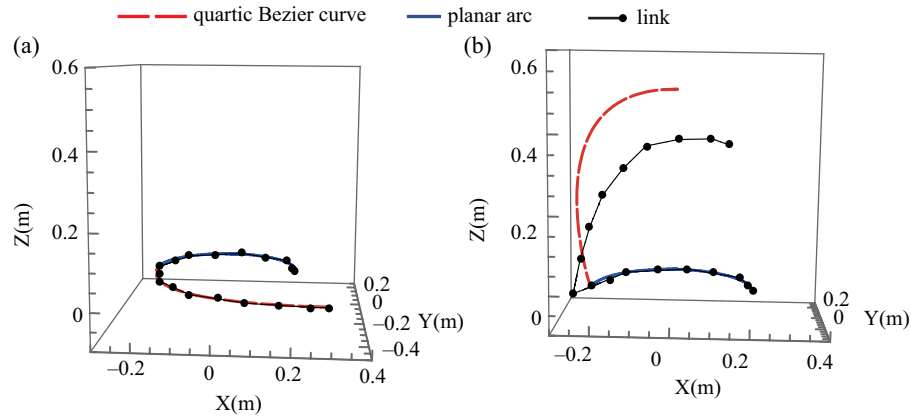 quartic Bezier curve planar arc link
(a) (b)
0.6 0.6
0.4 0.4
Z(m) Z(m)
0.2 0.2
0 0
0.2 0.2
0 0
−0.2 Y(m) Y(m)
−0.4
−0.2 0 0.2 0.4 −0.2 0 0.2 0.4
X(m) X(m)